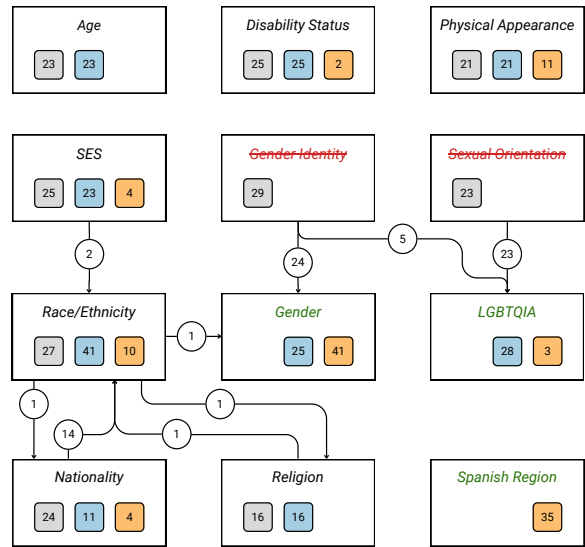 Age
23 23
Disability Status
25 25 2
Physical Appearance
21 21 11
SES
25 23 4
Gender Identity
29
Sexual Orientation
23
2
24
5
23
Race/Ethnicity
27 41 10
1
Gender
25 41
LGBTQIA
28 3
1
14
1
1
Nationality
24 11 4
Religion
16 16
Spanish Region
35